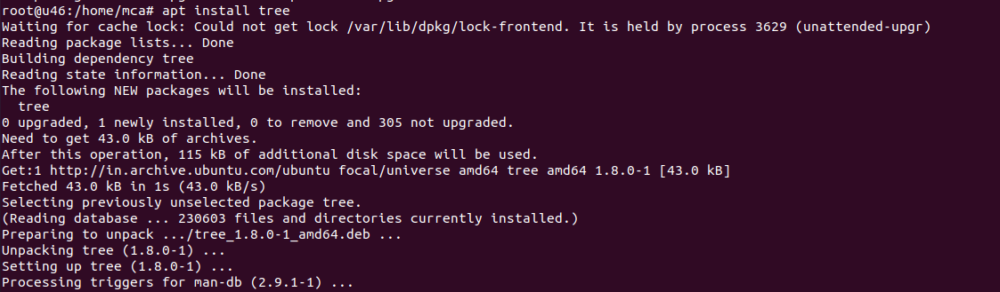 root@u46:/home/mca# apt install tree
Waiting for cache lock: Could not get lock /var/lib/dpkg/lock-frontend. It is held by process 3629 (unattended-upgr)
Reading package lists... Done
Building dependency tree
Reading state information... Done
The following NEW packages will be installed:
  tree
0 upgraded, 1 newly installed, 0 to remove and 305 not upgraded.
Need to get 43.0 kB of archives.
After this operation, 115 kB of additional disk space will be used.
Get:1 http://in.archive.ubuntu.com/ubuntu focal/universe amd64 tree amd64 1.8.0-1 [43.0 kB]
Fetched 43.0 kB in 1s (43.0 kB/s)
Selecting previously unselected package tree.
(Reading database ... 230603 files and directories currently installed.)
Preparing to unpack .../tree_1.8.0-1_amd64.deb ...
Unpacking tree (1.8.0-1) ...
Setting up tree (1.8.0-1) ...
Processing triggers for man-db (2.9.1-1) ...